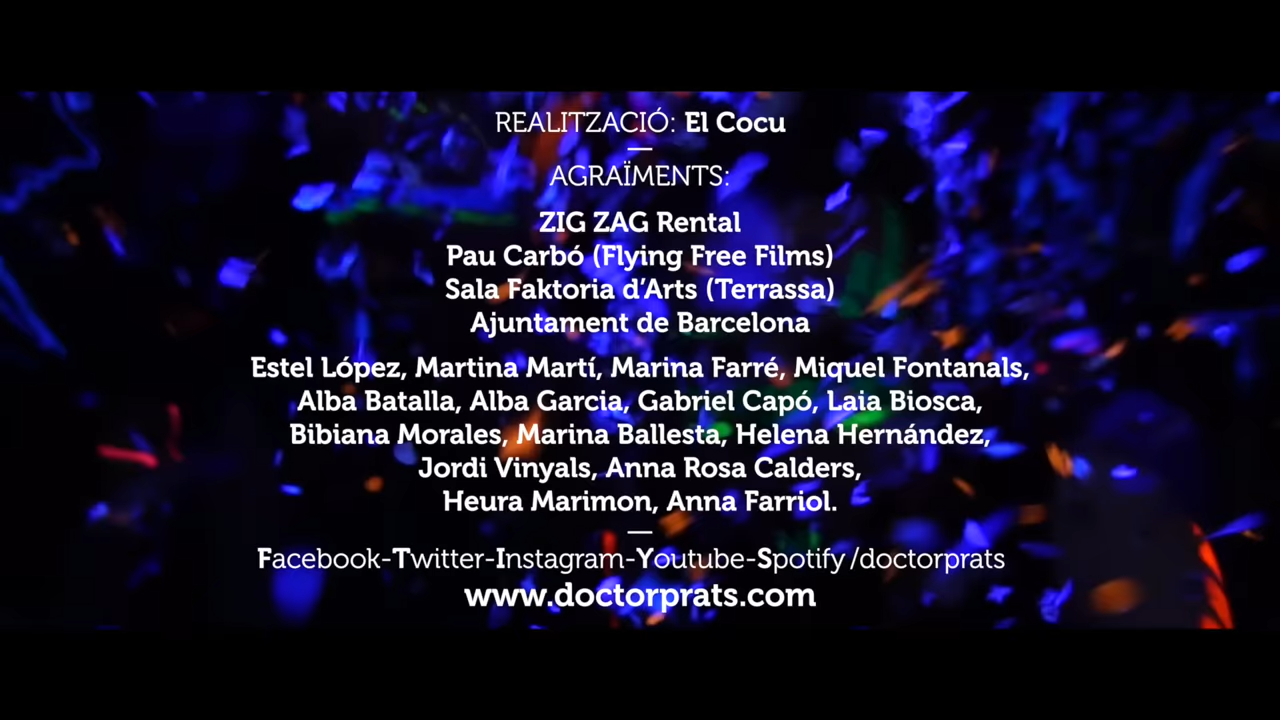 REALITZACIÓ: El Cocu
—
AGRAÏMENTS:
ZIG ZAG Rental
Pau Carbó (Flying Free Films)
Sala Faktoria d’Arts (Terrassa)
Ajuntament de Barcelona
Estel López, Martina Martí, Marina Farré, Miquel Fontanals,
Alba Batalla, Alba Garcia, Gabriel Capó, Laia Biosca,
Bibiana Morales, Marina Ballesta, Helena Hernández,
Jordi Vinyals, Anna Rosa Calders,
Heura Marimon, Anna Farriol.
—
Facebook-Twitter-Instagram-Youtube-Spotify /doctorprats
www.doctorprats.com